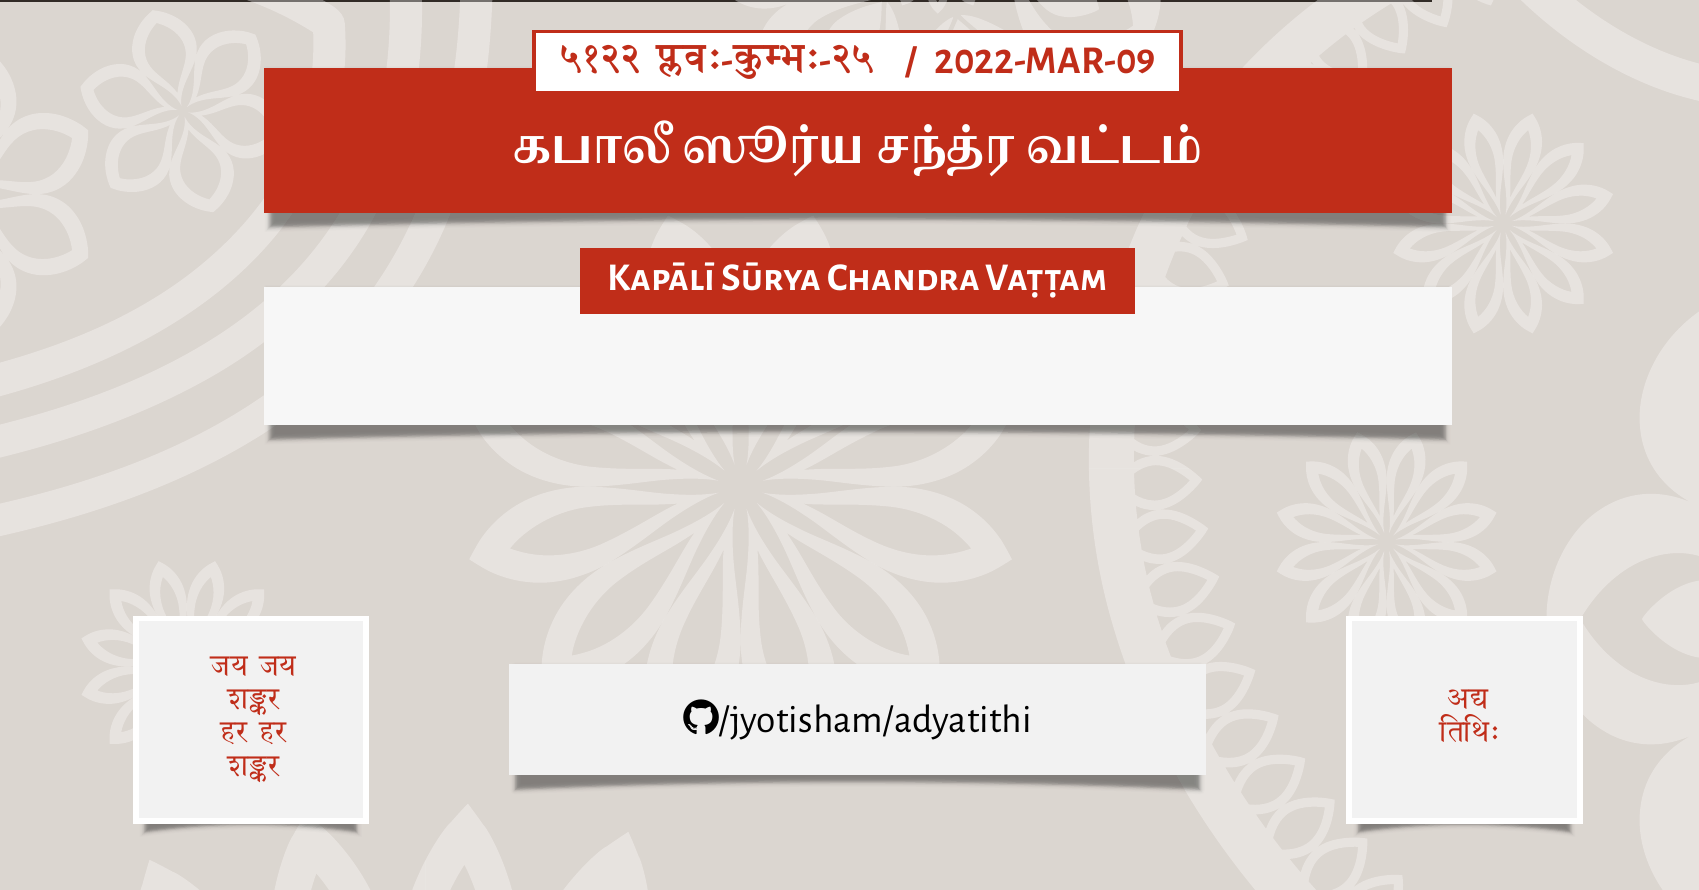 ५१२२ प्लवः-कुम्भः-२५ / 2022-MAR-09
கபாலீ ஸூர்ய சந்த்ர வட்டம்
Kapālī Sūrya Chandra Vaṭṭam
जय जय
शङ्कर
हर हर
शङ्कर
/jyotisham/adyatithi
अद्य
तिथिः